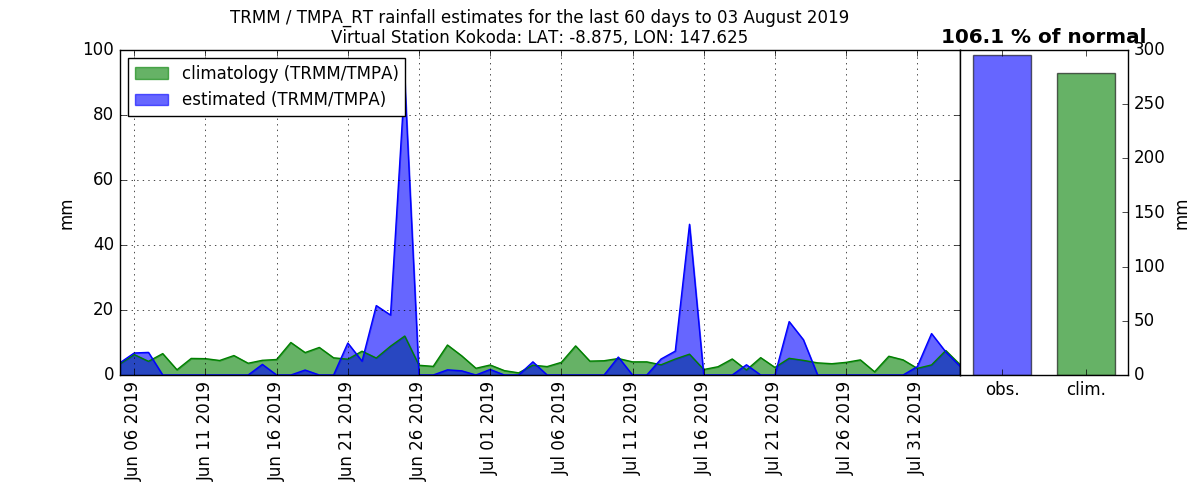 TRMM / TMPA_RT rainfall estimates for the last 60 days to 03 August 2019
Virtual Station Kokoda: LAT: -8.875, LON: 147.625
106.1 % of normal
climatology (TRMM/TMPA)
estimated (TRMM/TMPA)
100
80
60
40
20
0
mm
300
250
200
150
100
50
0
mm
Jun 06 2019
Jun 11 2019
Jun 16 2019
Jun 21 2019
Jun 26 2019
Jul 01 2019
Jul 06 2019
Jul 11 2019
Jul 16 2019
Jul 21 2019
Jul 26 2019
Jul 31 2019
obs.
clim.